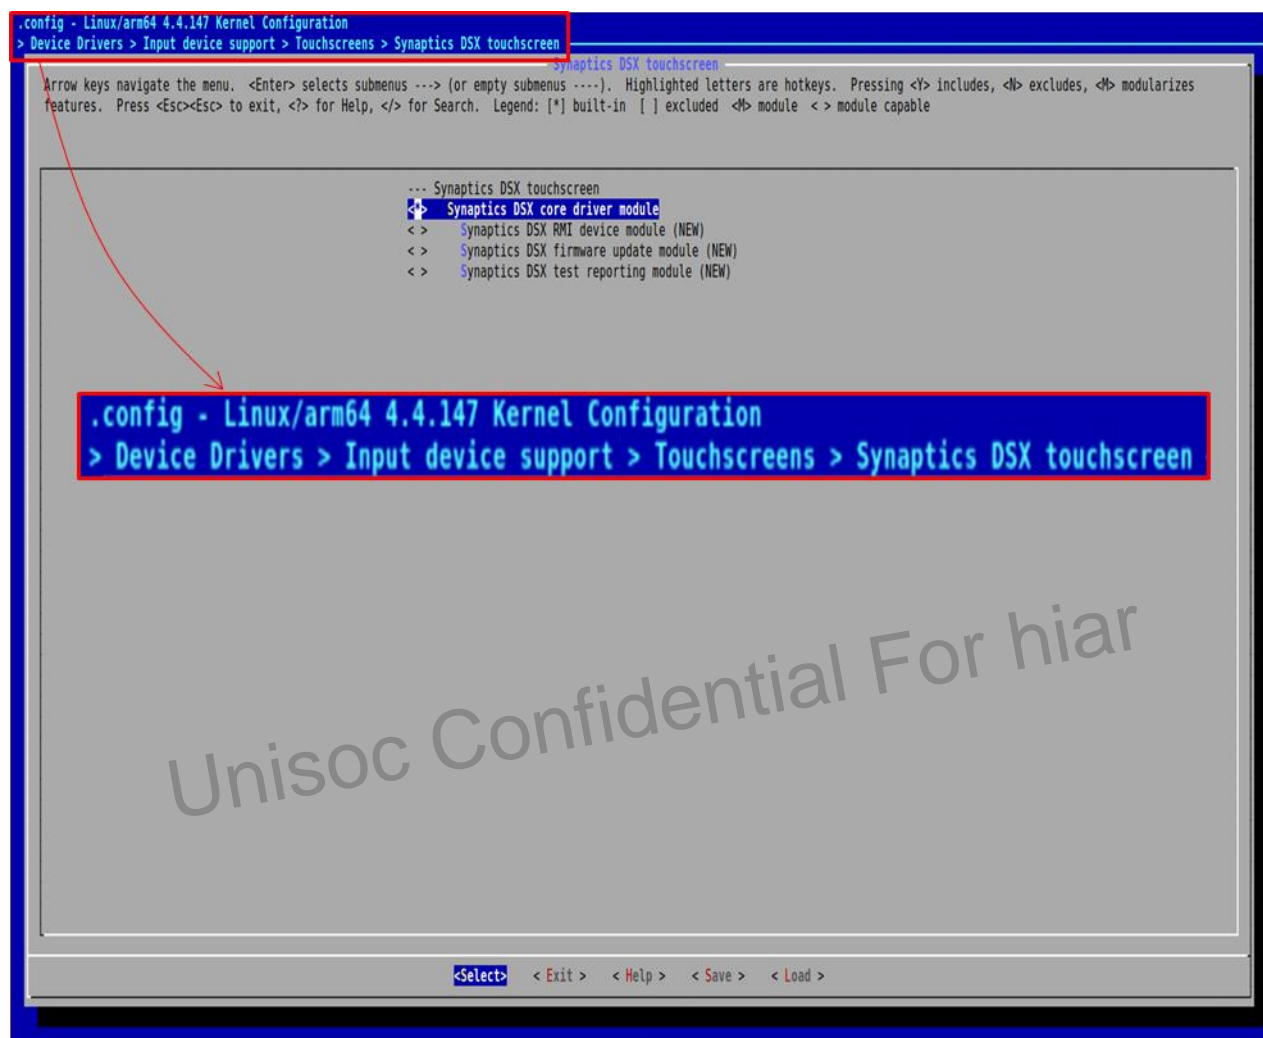 .config - Linux/arm64 4.4.147 Kernel Configuration
> Device Drivers > Input device support > Touchscreens > Synaptics DSX touchscreen
Synaptics DSX touchscreen
Arrow keys navigate the menu. <Enter> selects submenus ---> (or empty submenus ----). Highlighted letters are hotkeys. Pressing <Y> includes, <N> excludes, <M> modularizes
features. Press <Esc><Esc> to exit, <?> for Help, </> for Search. Legend: [*] built-in [ ] excluded <M> module < > module capable
--- Synaptics DSX touchscreen
Synaptics DSX core driver module
< > Synaptics DSX RMI device module (NEW)
< > Synaptics DSX firmware update module (NEW)
< > Synaptics DSX test reporting module (NEW)
.config - Linux/arm64 4.4.147 Kernel Configuration
> Device Drivers > Input device support > Touchscreens > Synaptics DSX touchscreen
Unisoc Confidential For hiar
<Select> < Exit > < Help > < Save > < Load >